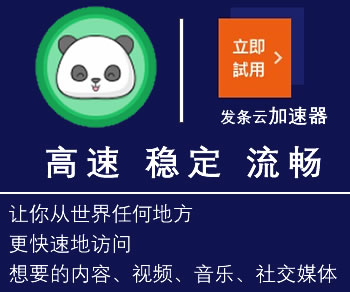 立即
試用
发条云加速器
高速 稳定 流畅
让你从世界任何地方
更快速地访问
想要的内容、视频、音乐、社交媒体